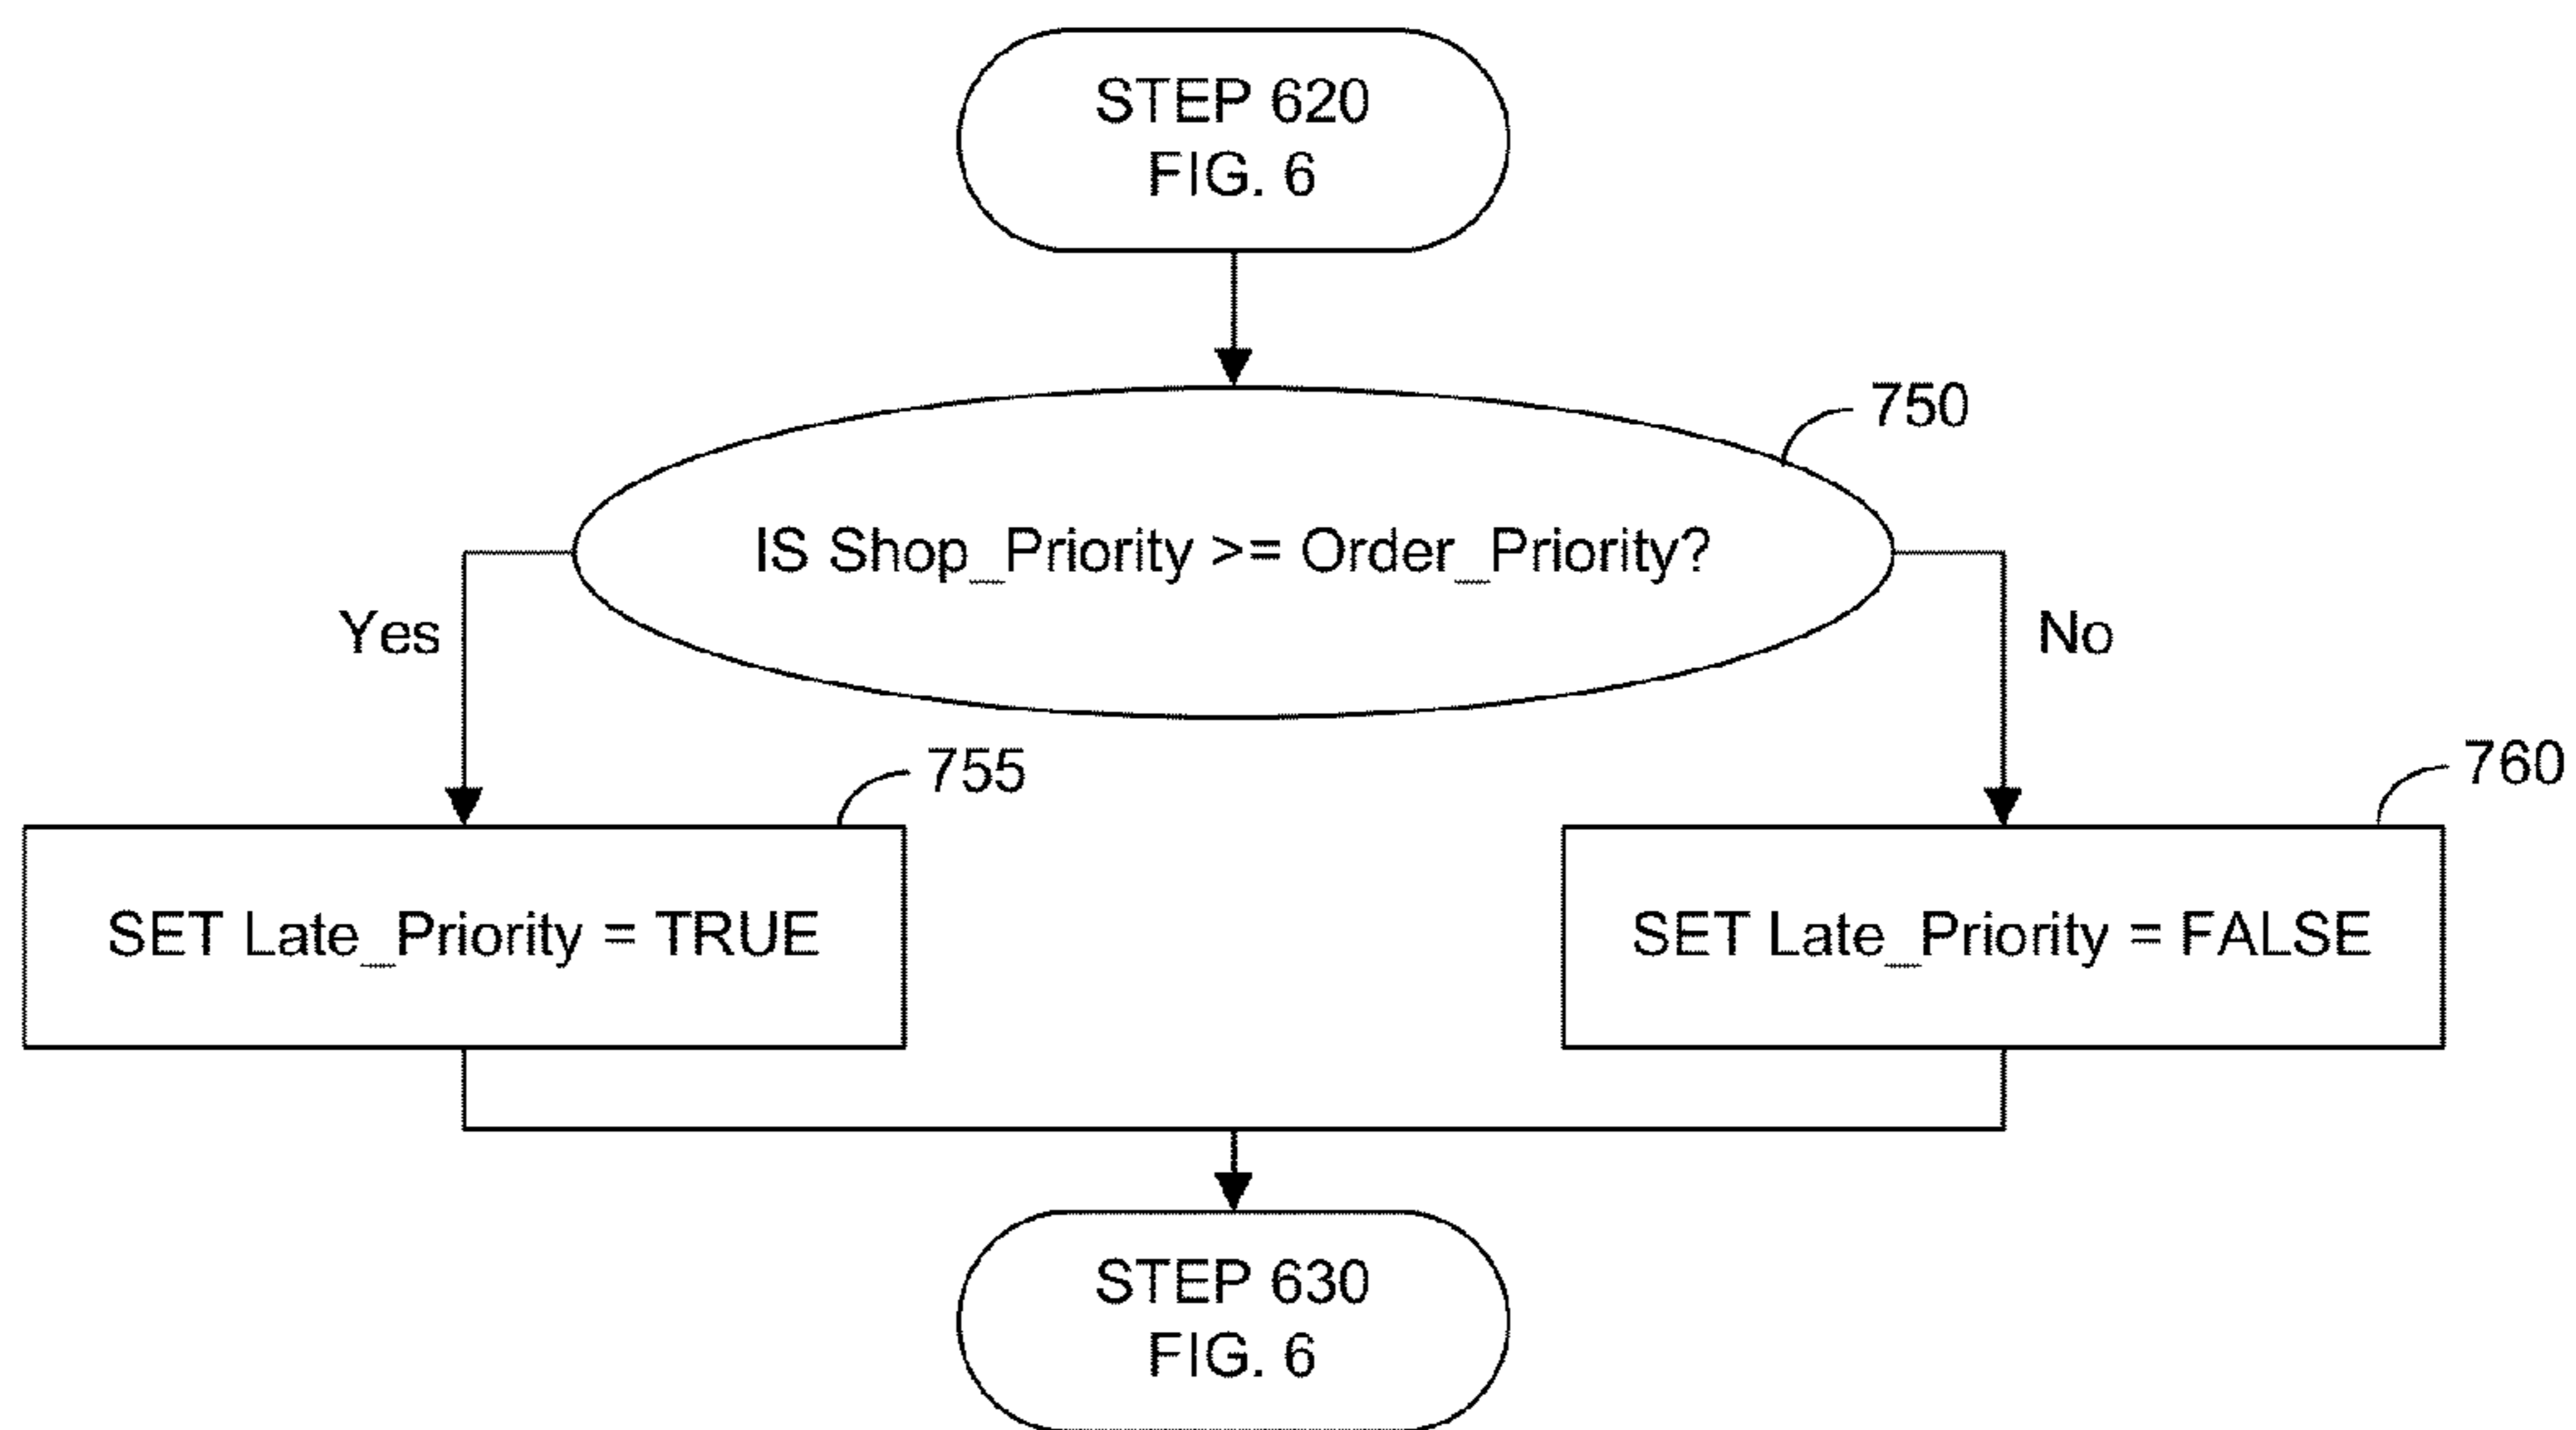 STEP 620
FIG. 6
750
IS Shop_Priority >= Order_Priority?
Yes
No
755
760
SET Late_Priority = TRUE
SET Late_Priority = FALSE
STEP 630
FIG. 6